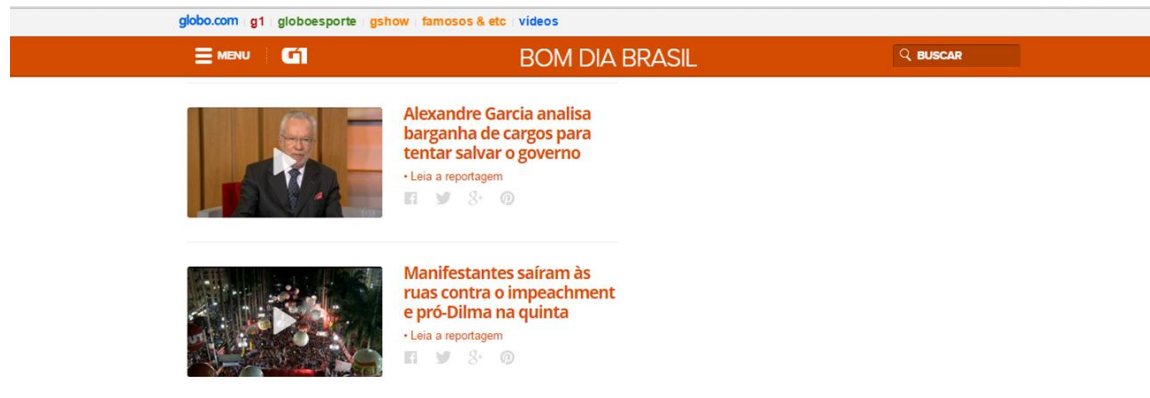 globo.com g1 globoesporte gshow famosos & etc vídeos
MENU G1 BOM DIA BRASIL BUSCAR
Alexandre Garcia analisa
barganha de cargos para
tentar salvar o governo
• Leia a reportagem
Manifestantes saíram às
ruas contra o impeachment
e pró-Dilma na quinta
• Leia a reportagem